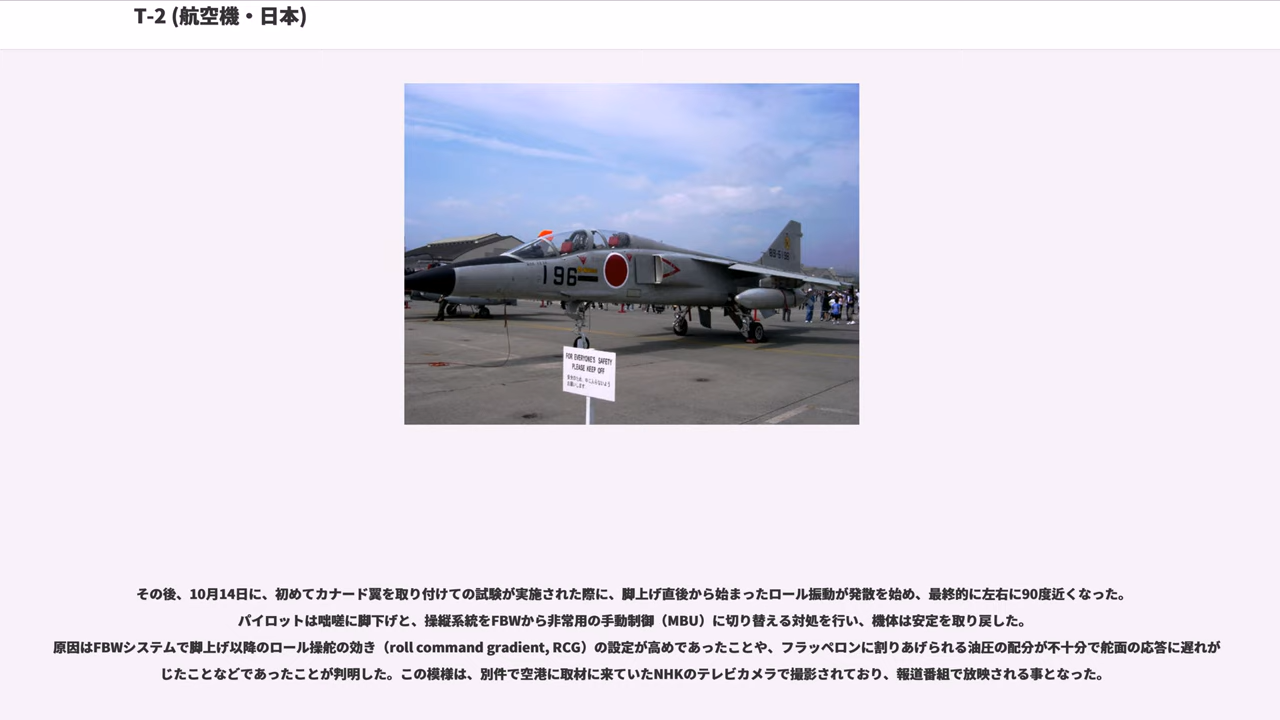 T-2 (航空機・日本)
196
FOR EVERYONE'S SAFETY
PLEASE KEEP OFF
その後、10月14日に、初めてカナード翼を取り付けての試験が実施された際に、脚上げ直後から始まったロール振動が発散を始め、最終的に左右に90度近くなった。
パイロットは咄嗟に脚下げと、操縦系統をFBWから非常用の手動制御（MBU）に切り替える対処を行い、機体は安定を取り戻した。
原因はFBWシステムで脚上げ以降のロール操舵の効き（roll command gradient, RCG）の設定が高めであったことや、フラッペロンに割りあげられる油圧の配分が不十分で舵面の応答に遅れが
じたことなどであったことが判明した。この模様は、別件で空港に取材に来ていたNHKのテレビカメラで撮影されており、報道番組で放映される事となった。